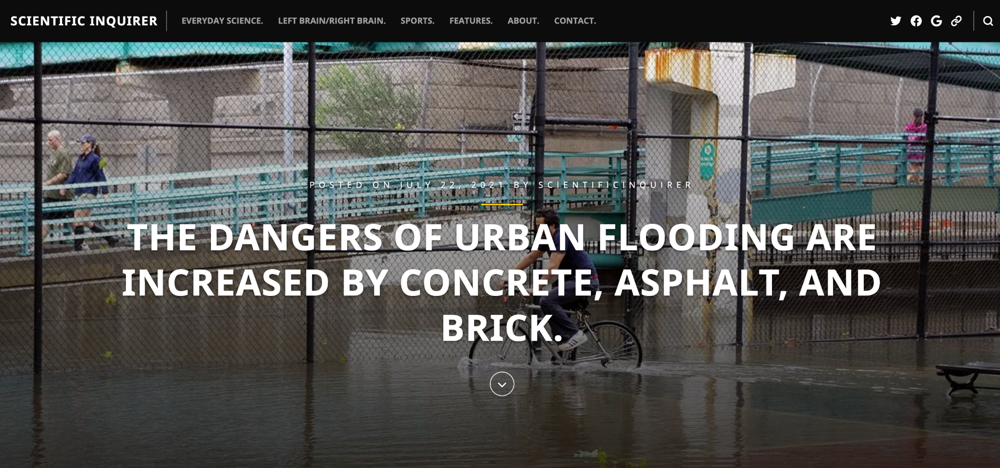 SCIENTIFIC INQUIRER
EVERYDAY SCIENCE. LEFT BRAIN/RIGHT BRAIN. SPORTS. FEATURES. ABOUT. CONTACT.
POSTED ON JULY 22, 2021 BY SCIENTIFICINQUIRER
THE DANGERS OF URBAN FLOODING ARE
INCREASED BY CONCRETE, ASPHALT, AND
BRICK.